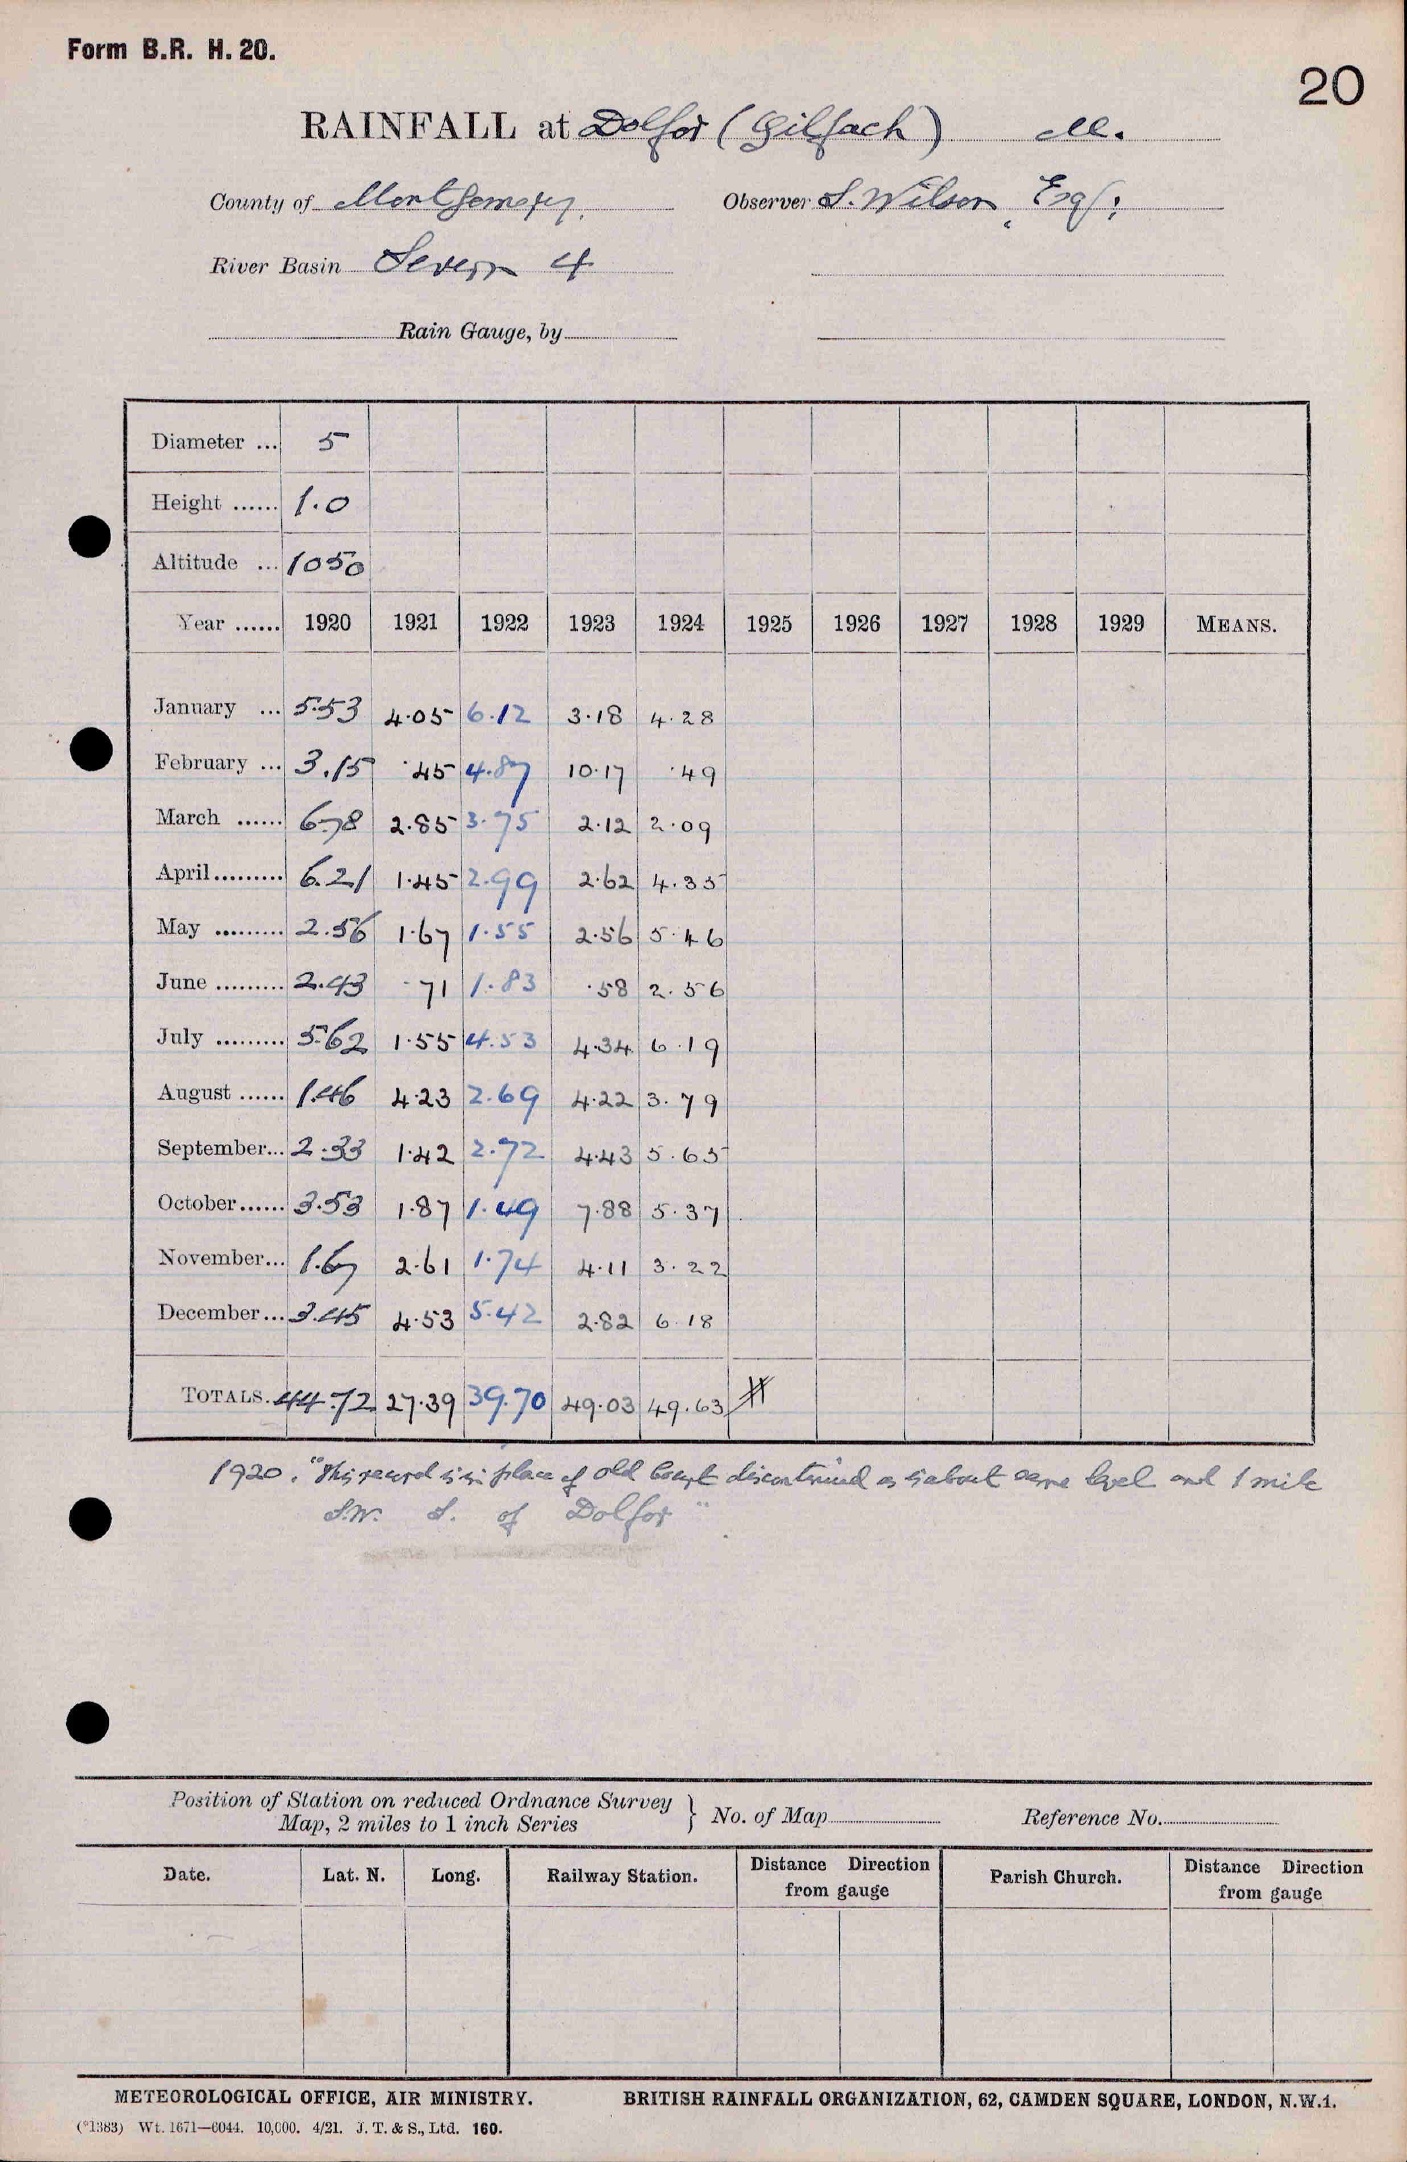 Form B.R. H. 20.
20
RAINFALL at Dolfor (Gilfach) M.
County of Montgomery. Observer S. Wilson, Esq;
River Basin Severn 4
Rain Gauge, by
Diameter ... 5
Height ...... 1.0
Altitude ... 1050
Year ...... 1920 1921 1922 1923 1924 1925 1926 1927 1928 1929 MEANS.
January ... 5.53 4.05 6.12 3.18 4.28
February ... 3.15 .45 4.87 10.17 .49
March ...... 6.78 2.85 3.75 2.12 2.09
April ......... 6.21 1.45 2.99 2.62 4.35
May ......... 2.56 1.67 1.55 2.56 5.46
June ......... 2.43 .71 1.83 .58 2.56
July ......... 5.62 1.55 4.53 4.34 6.19
August ...... 1.46 4.23 2.69 4.22 3.79
September... 2.33 1.42 2.72 4.43 5.65
October...... 3.53 1.87 1.49 7.88 5.37
November... 1.67 2.61 1.74 4.11 3.22
December... 3.45 4.53 5.42 2.82 6.18
TOTALS. 44.72 27.39 39.70 49.03 49.63
1920. "This record is in place of old Court discontinued as is about same level and 1 mile
S.W. S. of Dolfor"
Position of Station on reduced Ordnance Survey
Map, 2 miles to 1 inch Series } No. of Map Reference No.
Date. Lat. N. Long. Railway Station. Distance Direction from gauge Parish Church. Distance Direction from gauge
METEOROLOGICAL OFFICE, AIR MINISTRY. BRITISH RAINFALL ORGANIZATION, 62, CAMDEN SQUARE, LONDON, N.W.1.
(*1383) Wt. 1671—6044. 10,000. 4/21. J. T. & S., Ltd. 160.